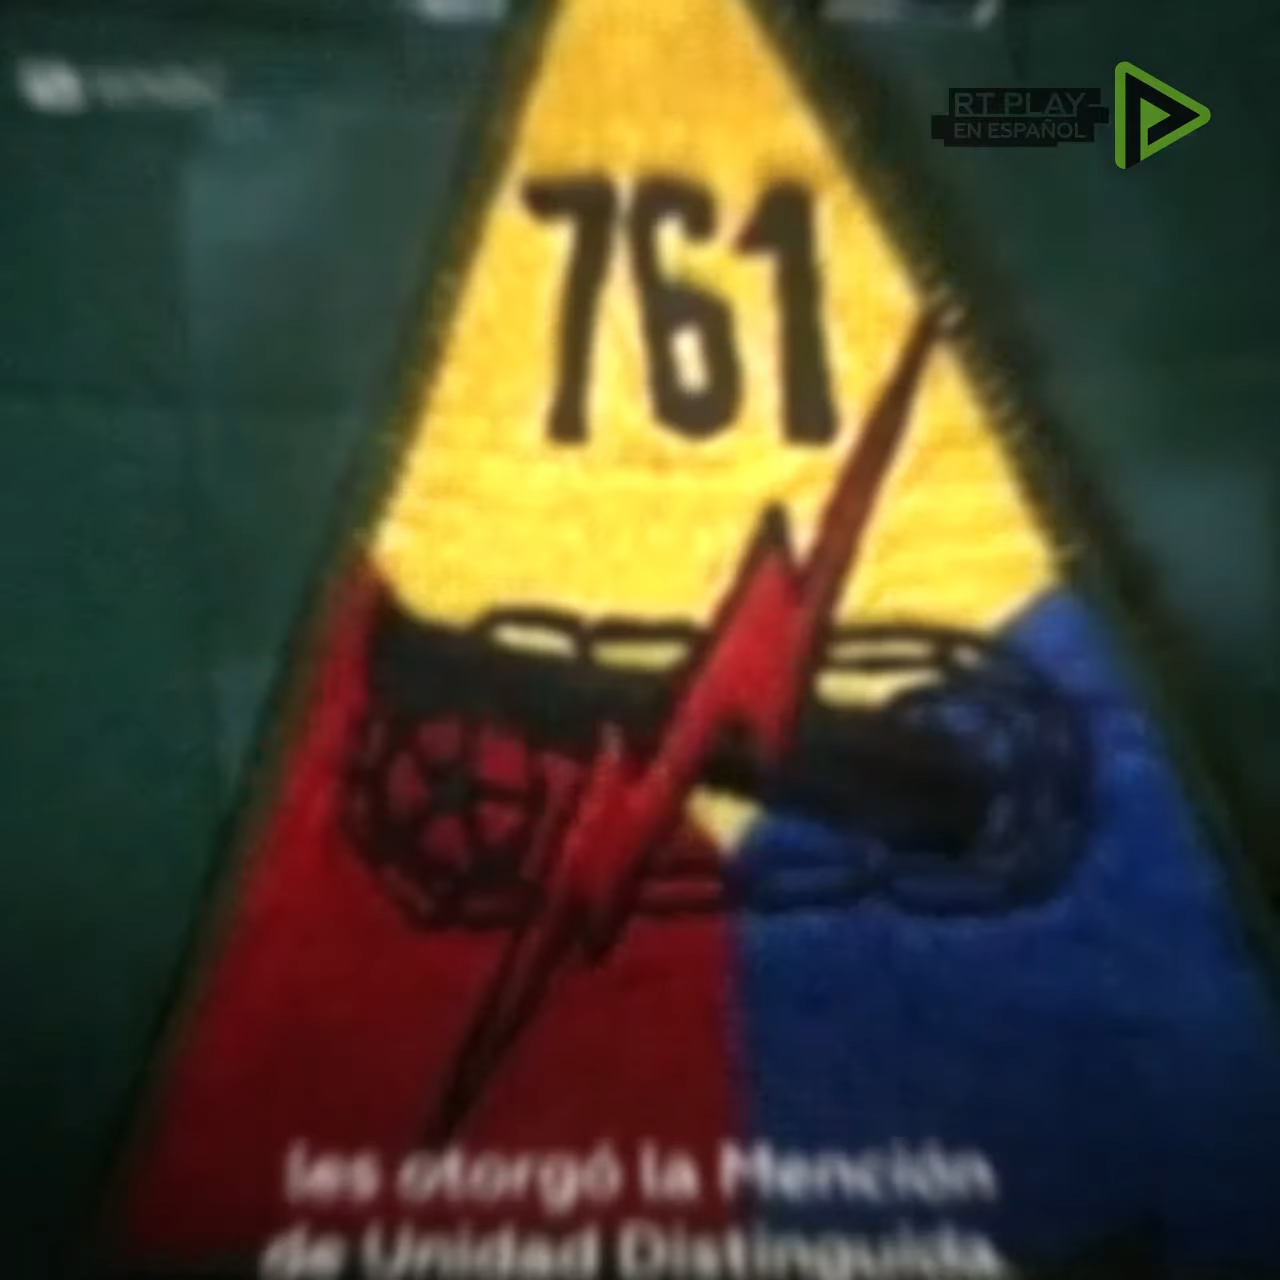 RT PLAY
EN ESPAÑOL
761
les otorgó la Mención
de Unidad Distinguida